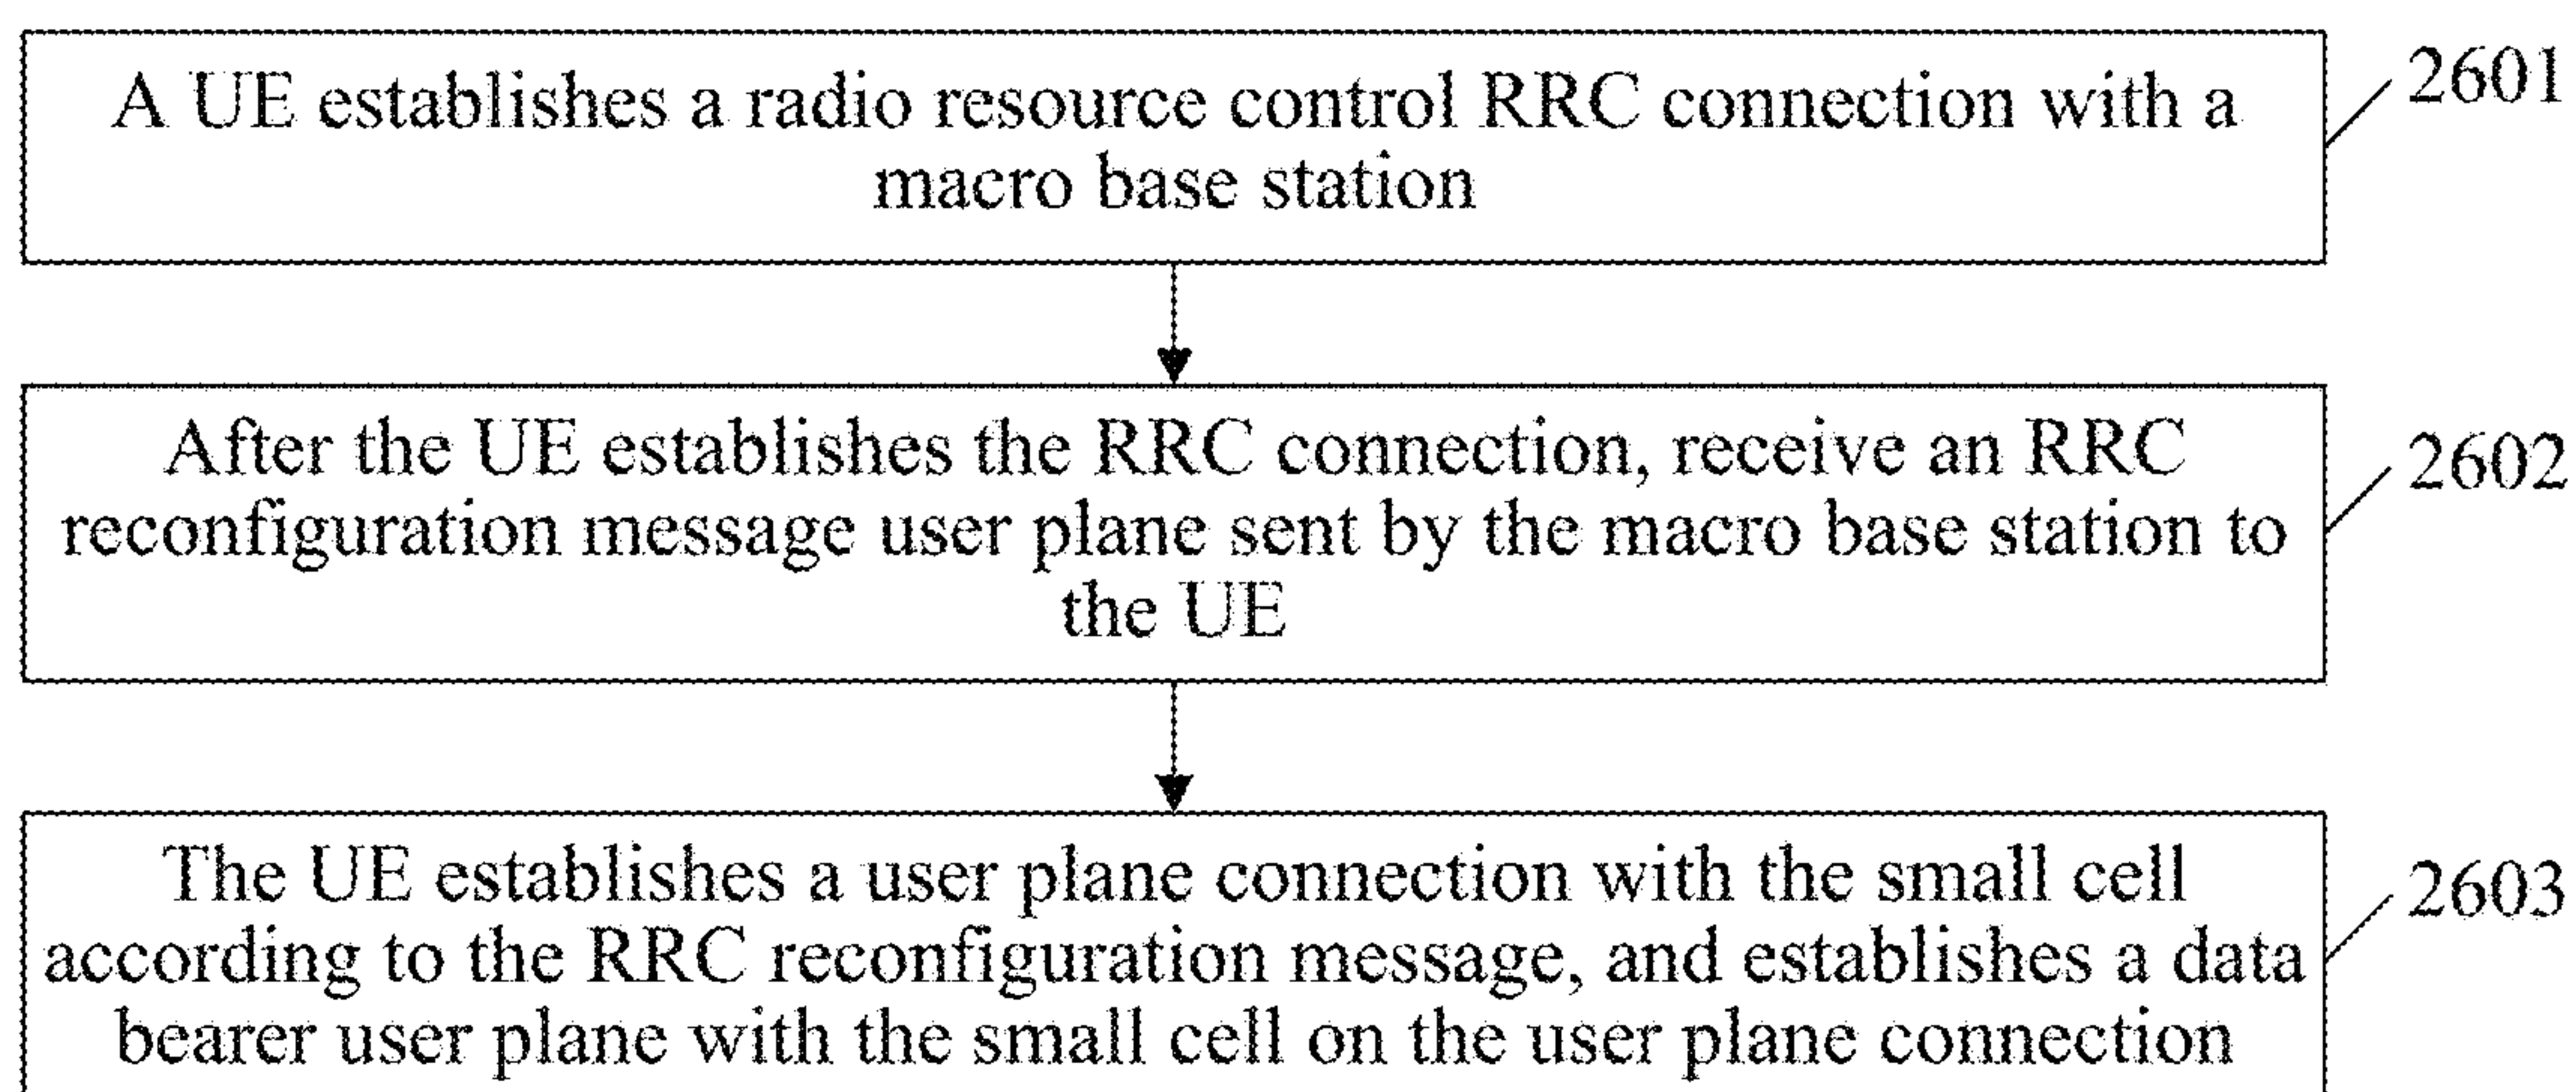 A UE establishes a radio resource control RRC connection with a
macro base station
2601
After the UE establishes the RRC connection, receive an RRC
reconfiguration message user plane sent by the macro base station to
the UE
2602
The UE establishes a user plane connection with the small cell
according to the RRC reconfiguration message, and establishes a data
bearer user plane with the small cell on the user plane connection
2603